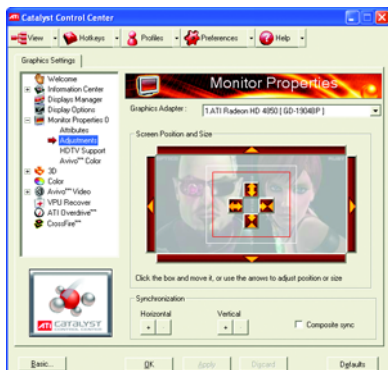 ATI Catalyst Control Center
View
Hotkeys
Profiles
Preferences
Help
Graphics Settings
Welcome
Information Center
Displays Manager
Display Options
Monitor Properties 0
Attributes
Adjustments
HDTV Support
Avivo™ Color
3D
Color
Avivo™ Video
VPU Recover
ATI Overdrive™
CrossFire™
ATI CATALYST
CONTROL CENTER
Monitor Properties
Graphics Adapter:
1.ATI Radeon HD 4850 [ GD-19048P ]
Screen Position and Size
Click the box and move it, or use the arrows to adjust position or size
Synchronization
Horizontal
+ -
Vertical
+ -
Composite sync
Basic...
OK
Apply
Discard
Defaults